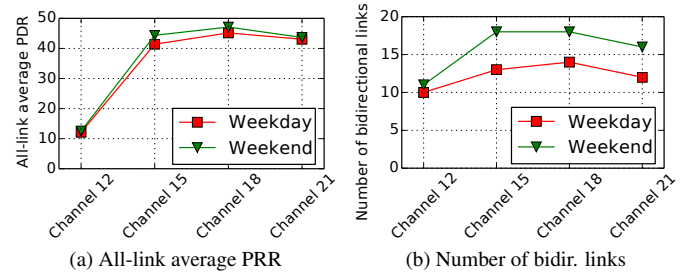 All-link average PDR
50
40
30
20
10
0
Weekday
Weekend
Channel 12
Channel 15
Channel 18
Channel 21
(a) All-link average PRR
Number of bidirectional links
20
15
10
5
0
Weekday
Weekend
Channel 12
Channel 15
Channel 18
Channel 21
(b) Number of bidir. links